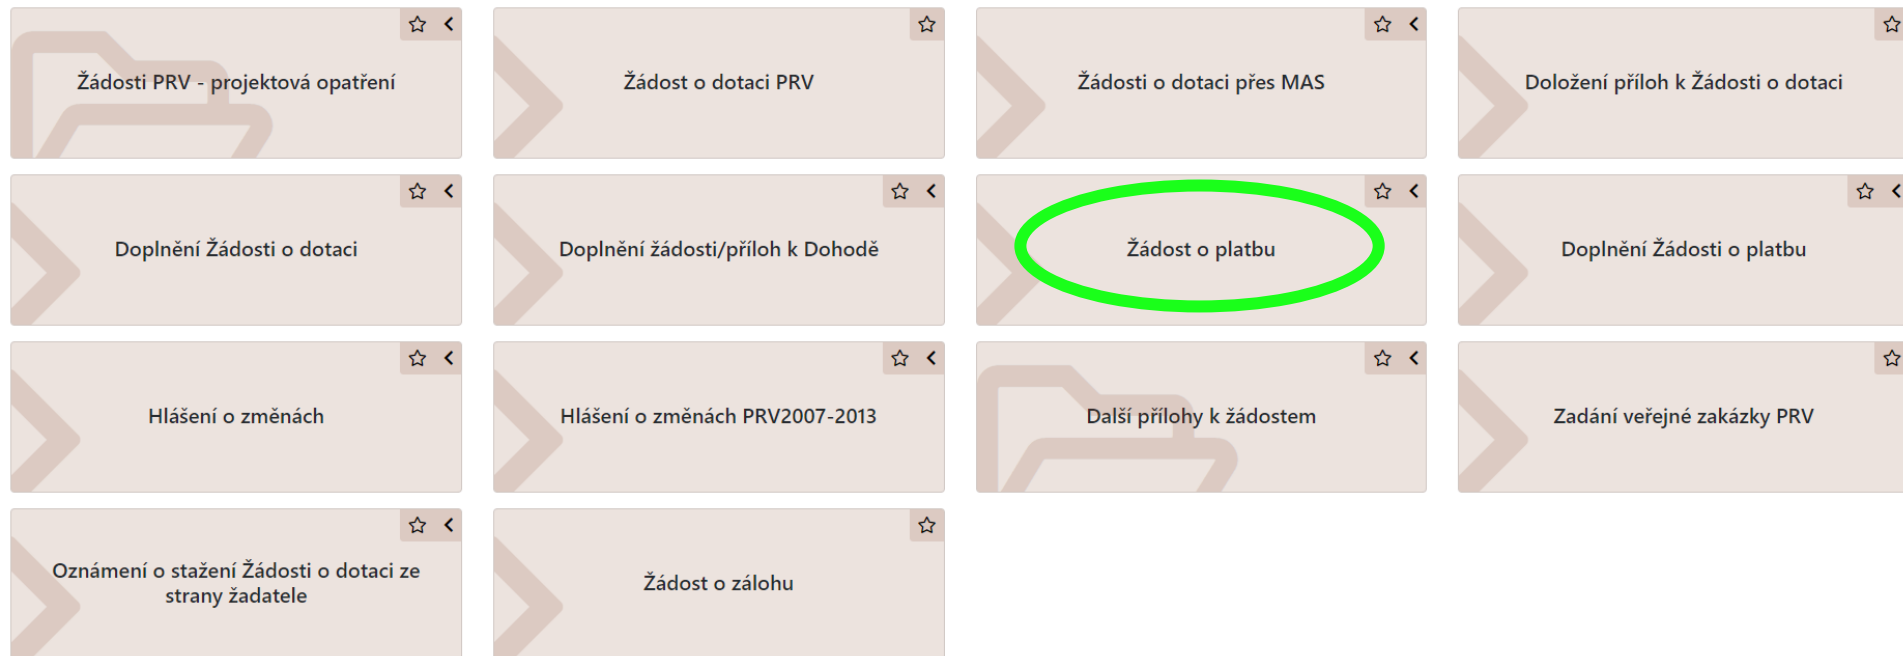 Žádosti PRV - projektová opatření
Žádost o dotaci PRV
Žádosti o dotaci přes MAS
Doložení příloh k Žádosti o dotaci
Doplnění Žádosti o dotaci
Doplnění žádosti/příloh k Dohodě
Žádost o platbu
Doplnění Žádosti o platbu
Hlášení o změnách
Hlášení o změnách PRV2007-2013
Další přílohy k žádostem
Zadání veřejné zakázky PRV
Oznámení o stažení Žádosti o dotaci ze
strany žadatele
Žádost o zálohu